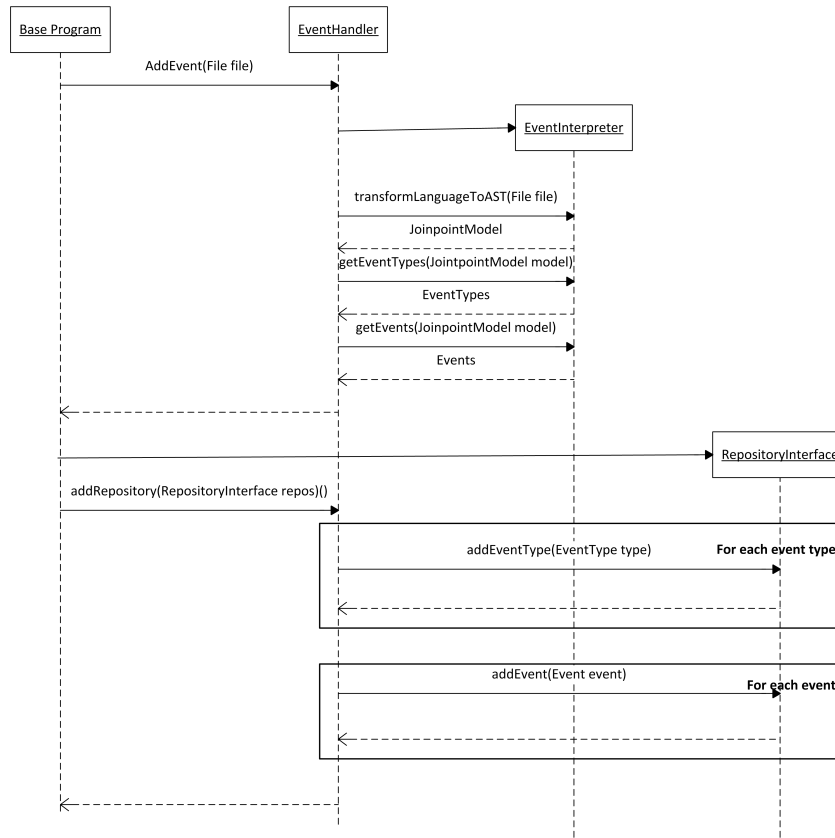 Base Program
EventHandler
AddEvent(File file)
EventInterpreter
transformLanguageToAST(File file)
JoinpointModel
getEventTypes(JointpointModel model)
EventTypes
getEvents(JoinpointModel model)
Events
RepositoryInterface
addRepository(RepositoryInterface repos)()
addEventType(EventType type)
For each event type
addEvent(Event event)
For each event